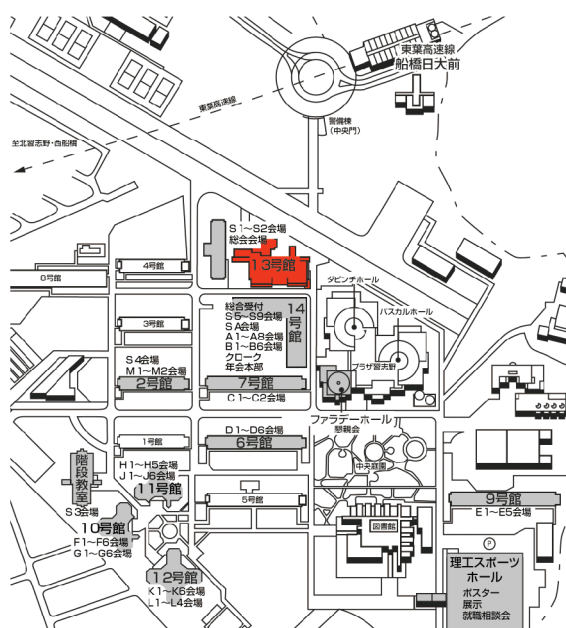 東葉高速線
船橋日大前
東葉高速線
警備棟
(中央門)
至北習志野・西船橋
S1〜S2会場
総会会場
13号館
4号館
0号館
ダビンチホール
総合受付
S5〜S9会場
SA会場
A1〜A8会場
B1〜B6会場
クローク
年会本部
14号館
パスカルホール
3号館
S4会場
M1〜M2会場
2号館
7号館
C1〜C2会場
プラザ習志野
ファラデーホール
懇親会
D1〜D6会場
6号館
1号館
H1〜H5会場
J1〜J6会場
11号館
階段教室
S3会場
中央庭園
5号館
9号館
E1〜E5会場
10号館
F1〜F6会場
G1〜G6会場
図書館
P
12号館
K1〜K6会場
L1〜L4会場
理工スポーツ
ホール
ポスター
展示
就職相談会